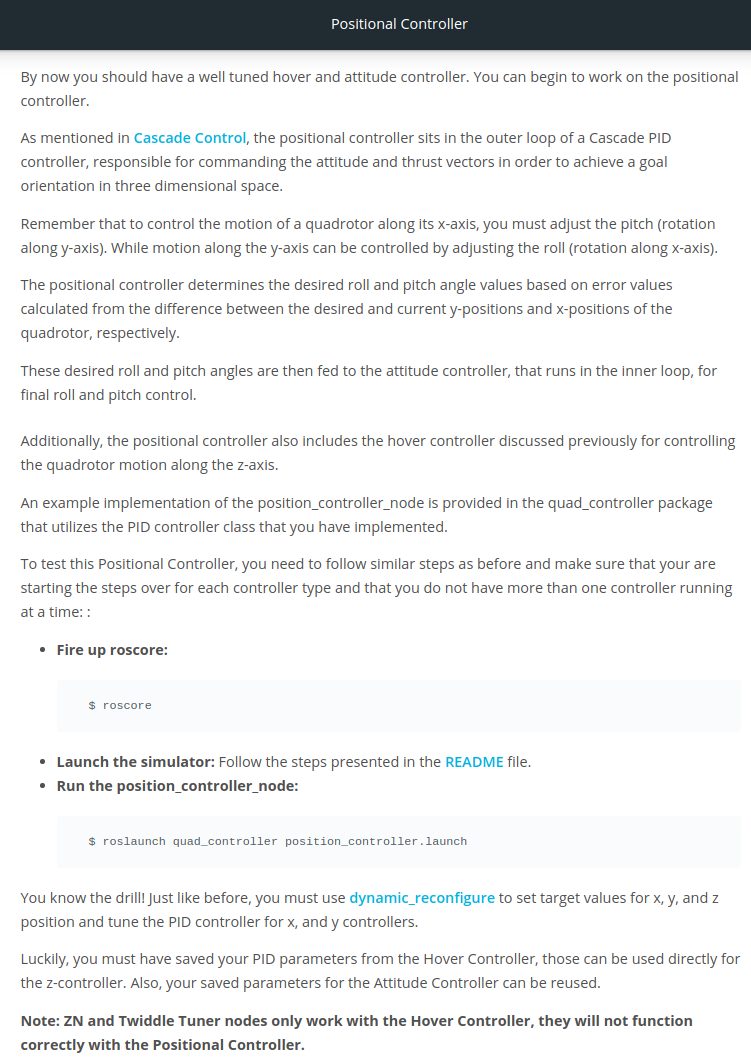 Positional Controller
By now you should have a well tuned hover and attitude controller. You can begin to work on the positional
controller.
As mentioned in Cascade Control, the positional controller sits in the outer loop of a Cascade PID
controller, responsible for commanding the attitude and thrust vectors in order to achieve a goal
orientation in three dimensional space.
Remember that to control the motion of a quadrotor along its x-axis, you must adjust the pitch (rotation
along y-axis). While motion along the y-axis can be controlled by adjusting the roll (rotation along x-axis).
The positional controller determines the desired roll and pitch angle values based on error values
calculated from the difference between the desired and current y-positions and x-positions of the
quadrotor, respectively.
These desired roll and pitch angles are then fed to the attitude controller, that runs in the inner loop, for
final roll and pitch control.
Additionally, the positional controller also includes the hover controller discussed previously for controlling
the quadrotor motion along the z-axis.
An example implementation of the position_controller_node is provided in the quad_controller package
that utilizes the PID controller class that you have implemented.
To test this Positional Controller, you need to follow similar steps as before and make sure that your are
starting the steps over for each controller type and that you do not have more than one controller running
at a time: :
• Fire up roscore:
$ roscore
• Launch the simulator: Follow the steps presented in the README file.
• Run the position_controller_node:
$ roslaunch quad_controller position_controller.launch
You know the drill! Just like before, you must use dynamic_reconfigure to set target values for x, y, and z
position and tune the PID controller for x, and y controllers.
Luckily, you must have saved your PID parameters from the Hover Controller, those can be used directly for
the z-controller. Also, your saved parameters for the Attitude Controller can be reused.
Note: ZN and Twiddle Tuner nodes only work with the Hover Controller, they will not function
correctly with the Positional Controller.